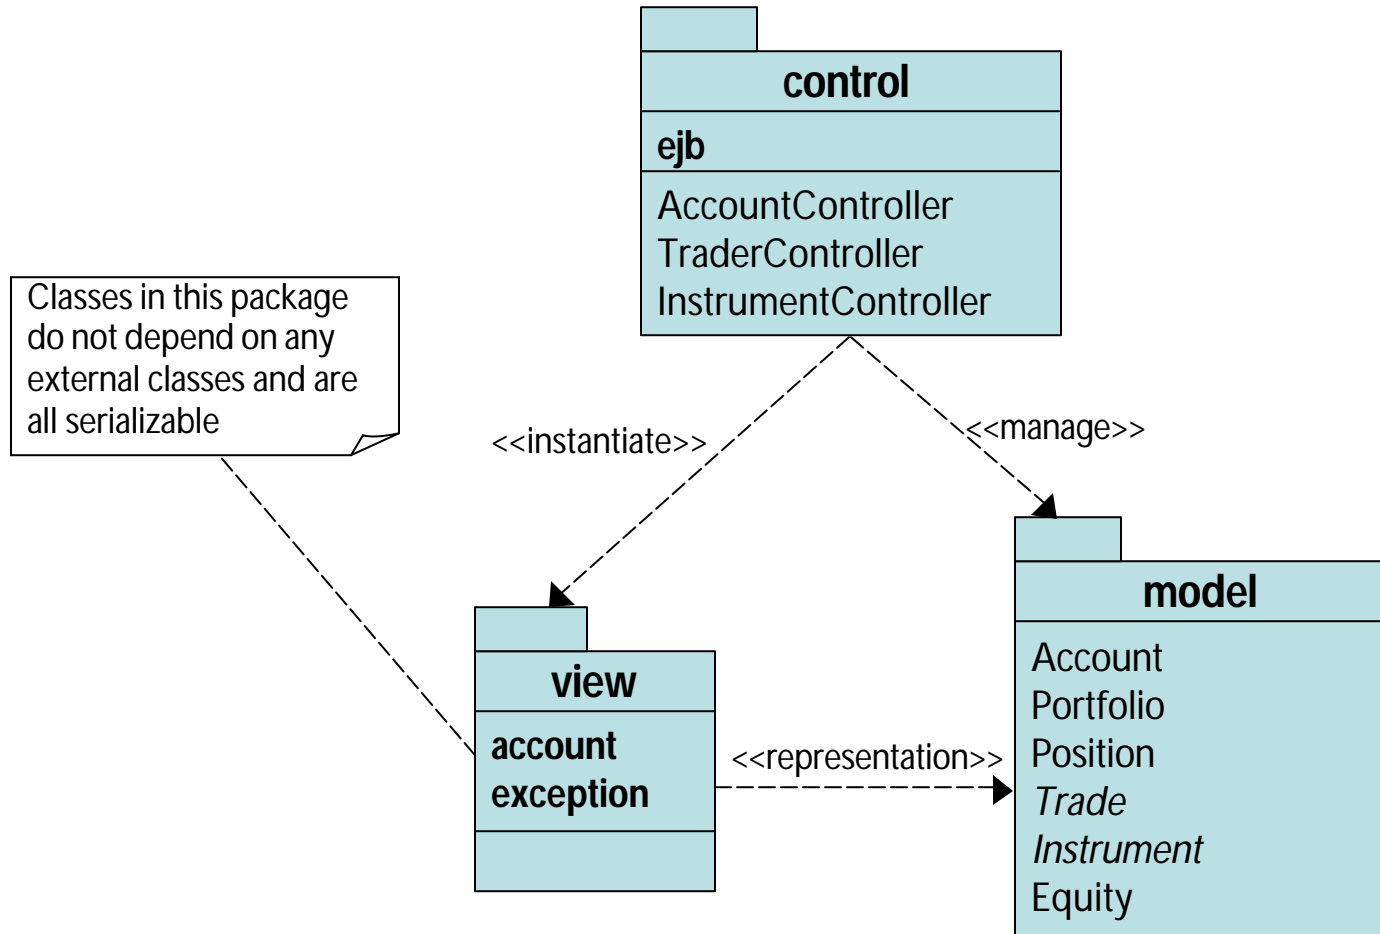 control
ejb
AccountController
TraderController
InstrumentController
Classes in this package
do not depend on any
external classes and are
all serializable
<<instantiate>>
<<manage>>
view
account
exception
<<representation>>
model
Account
Portfolio
Position
Trade
Instrument
Equity